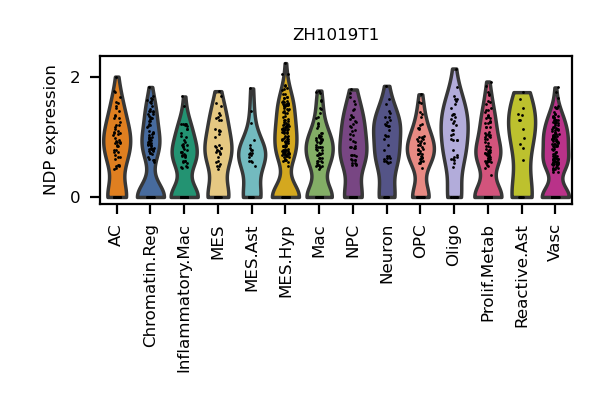 ZH1019T1
NDP expression
2
0
AC
Chromatin.Reg
Inflammatory.Mac
MES
MES.Ast
MES.Hyp
Mac
NPC
Neuron
OPC
Oligo
Prolif.Metab
Reactive.Ast
Vasc